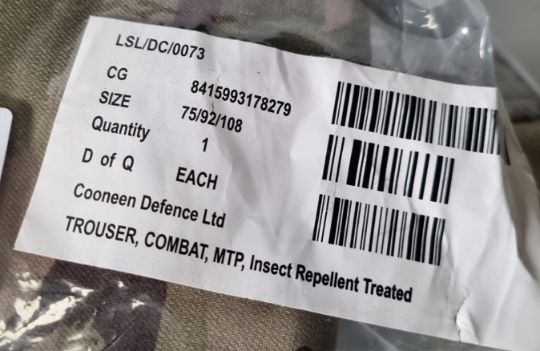 LSL/DC/0073
CG 8415993178279
SIZE 75/92/108
Quantity 1
D of Q EACH
Cooneen Defence Ltd
TROUSER, COMBAT, MTP, Insect Repellent Treated